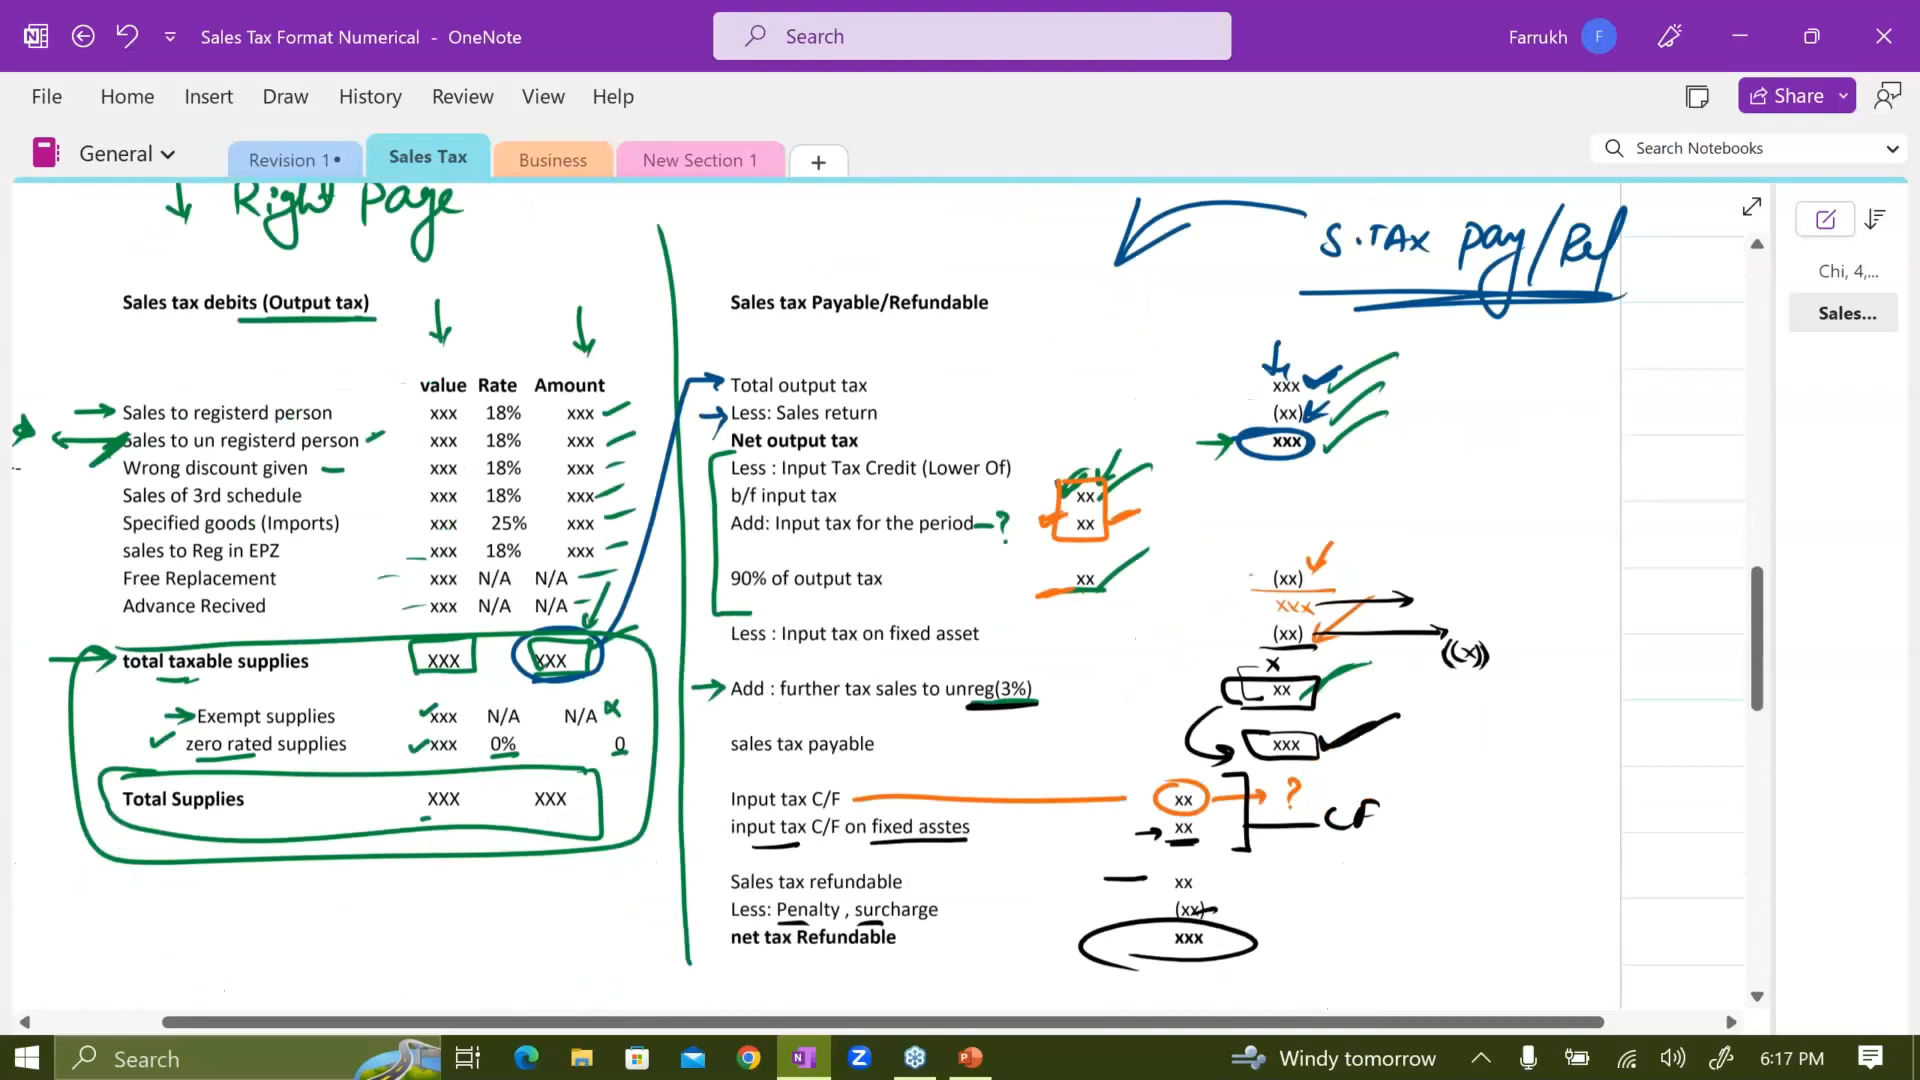 Sales Tax Format Numerical - OneNote
Search
Farrukh
F
File Home Insert Draw History Review View Help
Share
General
Revision 1•
Sales Tax
Business
New Section 1
+
Search Notebooks
Right Page
S.TAX Pay/Ref
Chi, 4,...
Sales...
Sales tax debits (Output tax)
value Rate Amount
Sales to registerd person xxx 18% xxx
Sales to un registerd person xxx 18% xxx
Wrong discount given xxx 18% xxx
Sales of 3rd schedule xxx 18% xxx
Specified goods (Imports) xxx 25% xxx
sales to Reg in EPZ xxx 18% xxx
Free Replacement xxx N/A N/A
Advance Recived xxx N/A N/A
total taxable supplies XXX XXX
Exempt supplies xxx N/A N/A
zero rated supplies xxx 0% 0
Total Supplies XXX XXX
Sales tax Payable/Refundable
Total output tax xxx
Less: Sales return (xx)
Net output tax xxx
Less : Input Tax Credit (Lower Of)
b/f input tax xx
Add: Input tax for the period ? xx
90% of output tax xx (xx)
xxx
Less : Input tax on fixed asset (xx)
((x))
x
Add : further tax sales to unreg(3%) xx
sales tax payable xxx
Input tax C/F xx ?
input tax C/F on fixed asstes xx
CF
Sales tax refundable xx
Less: Penalty , surcharge (xx)
net tax Refundable xxx
Search
Windy tomorrow
6:17 PM